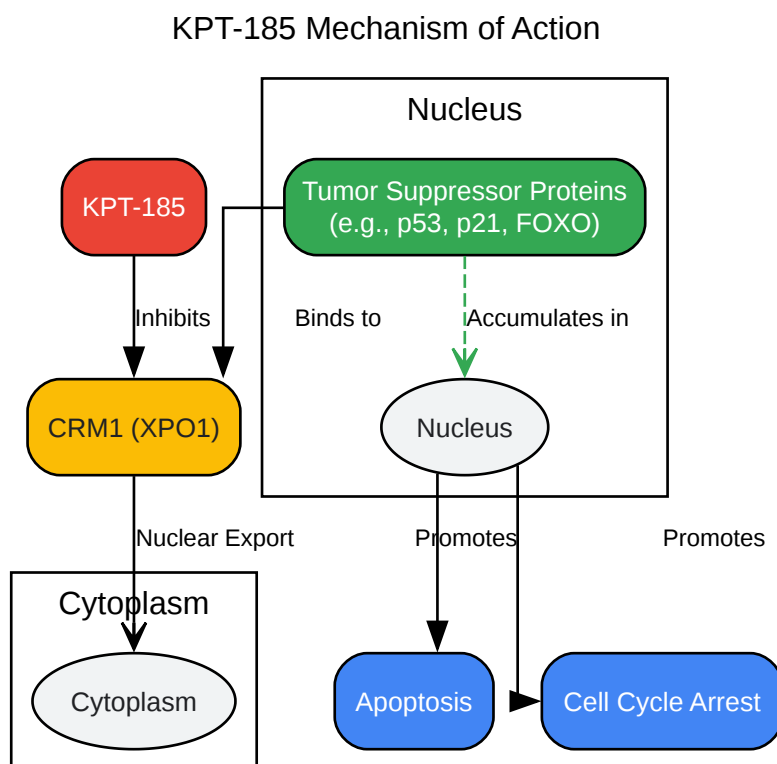 KPT-185 Mechanism of Action
Nucleus
KPT-185
Tumor Suppressor Proteins
(e.g., p53, p21, FOXO)
Inhibits
Binds to
Accumulates in
CRM1 (XPO1)
Nucleus
Nuclear Export
Promotes
Promotes
Cytoplasm
Cytoplasm
Apoptosis
Cell Cycle Arrest